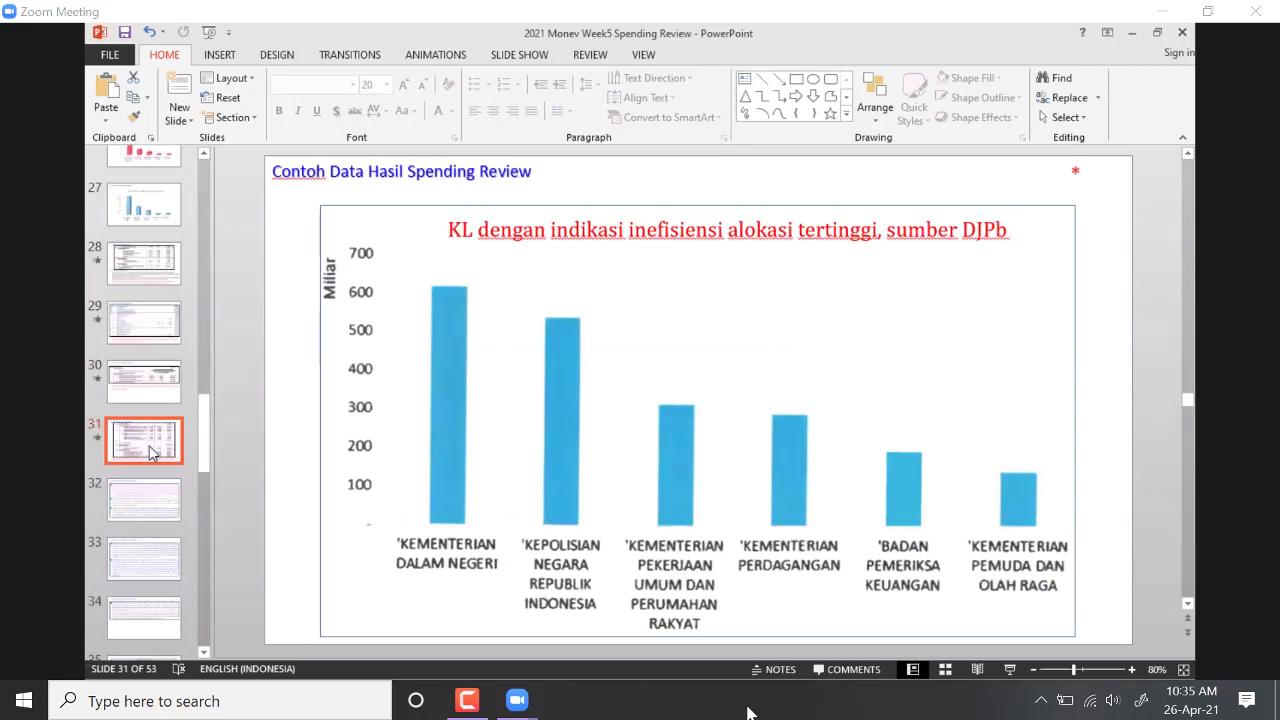 Zoom Meeting
2021 Monev Week5 Spending Review - PowerPoint
FILE HOME INSERT DESIGN TRANSITIONS ANIMATIONS SLIDE SHOW REVIEW VIEW
Sign in
Paste
New
Slide
Layout
Reset
Section
20
B I U S abc AV Aa A
Text Direction
Align Text
Convert to SmartArt
Arrange
Quick
Styles
Shape Fill
Shape Outline
Shape Effects
Find
Replace
Select
Clipboard Slides Font Paragraph Drawing Editing
27
28
29
30
31
32
33
34
Contoh Data Hasil Spending Review
*
KL dengan indikasi inefisiensi alokasi tertinggi, sumber DJPb
Miliar
700
600
500
400
300
200
100
-
'KEMENTERIAN
DALAM NEGERI
'KEPOLISIAN
NEGARA
REPUBLIK
INDONESIA
'KEMENTERIAN
PEKERJAAN
UMUM DAN
PERUMAHAN
RAKYAT
'KEMENTERIAN
PERDAGANGAN
'BADAN
PEMERIKSA
KEUANGAN
'KEMENTERIAN
PEMUDA DAN
OLAH RAGA
SLIDE 31 OF 53 ENGLISH (INDONESIA) NOTES COMMENTS 80%
Type here to search
10:35 AM
26-Apr-21